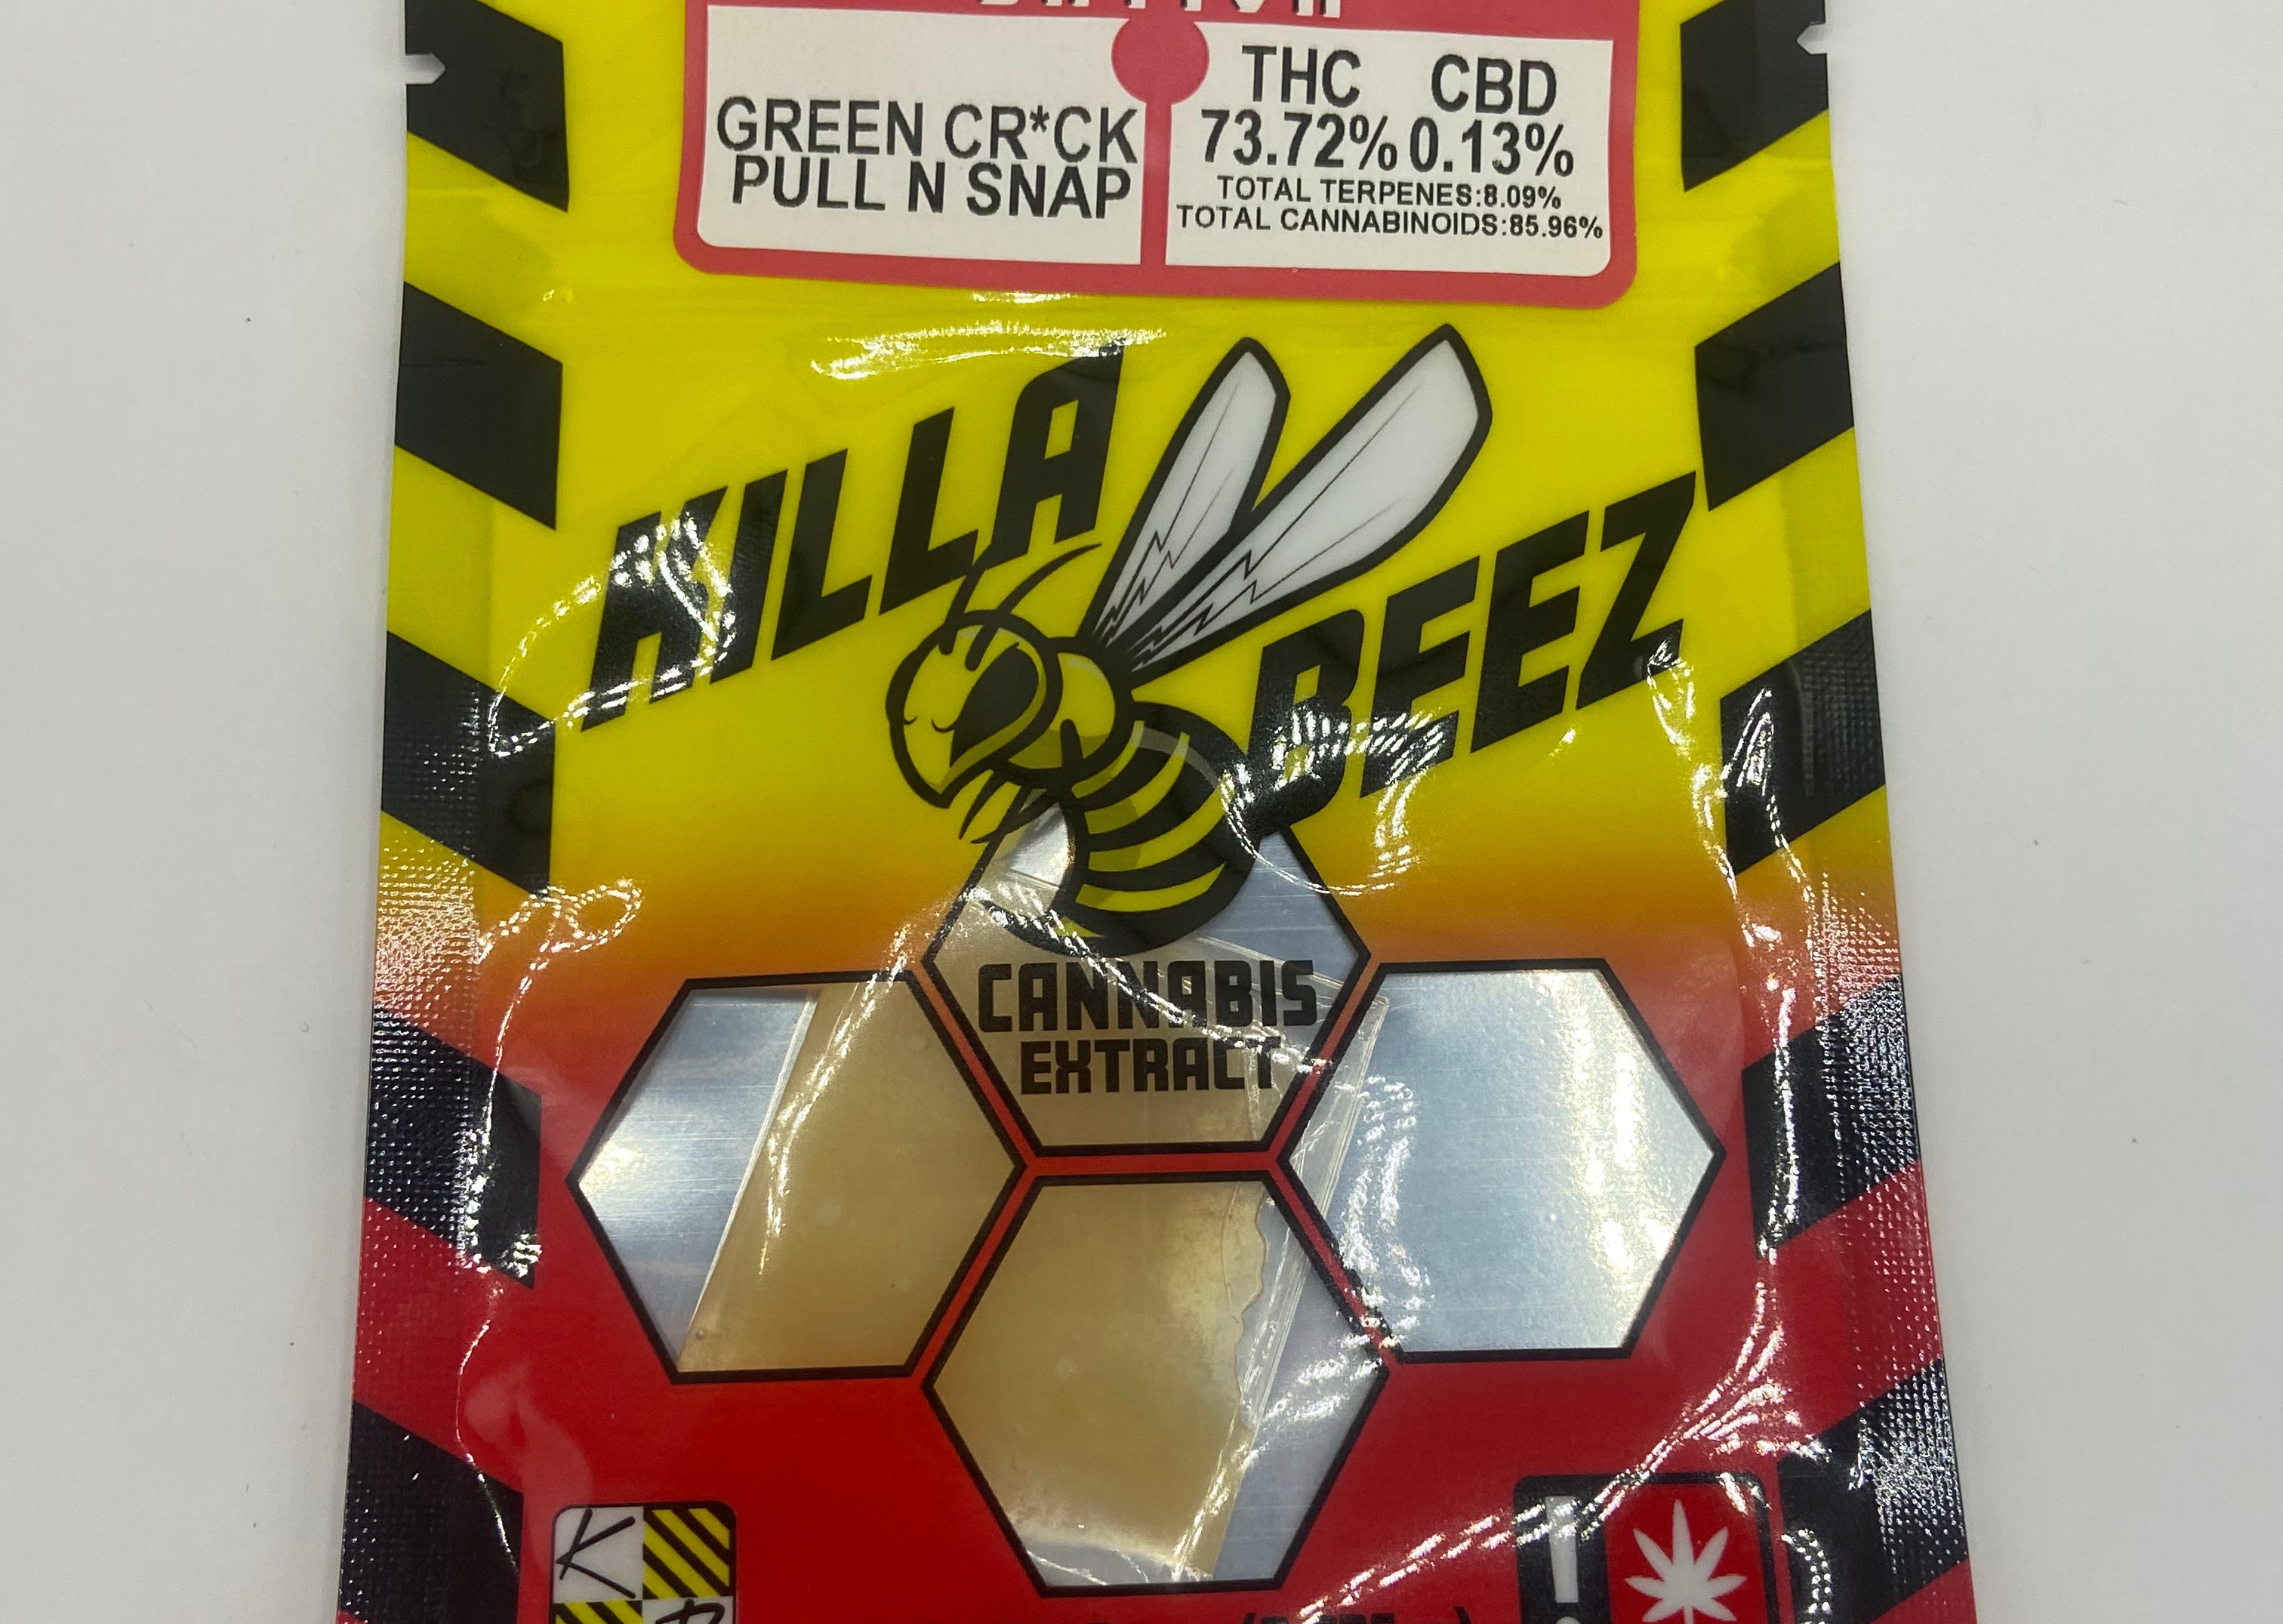 GREEN CR*CK
PULL N SNAP
THC CBD
73.72% 0.13%
TOTAL TERPENES:8.09%
TOTAL CANNABINOIDS:85.96%
KILLA
BEEZ
CANNABIS
EXTRACT
K
!